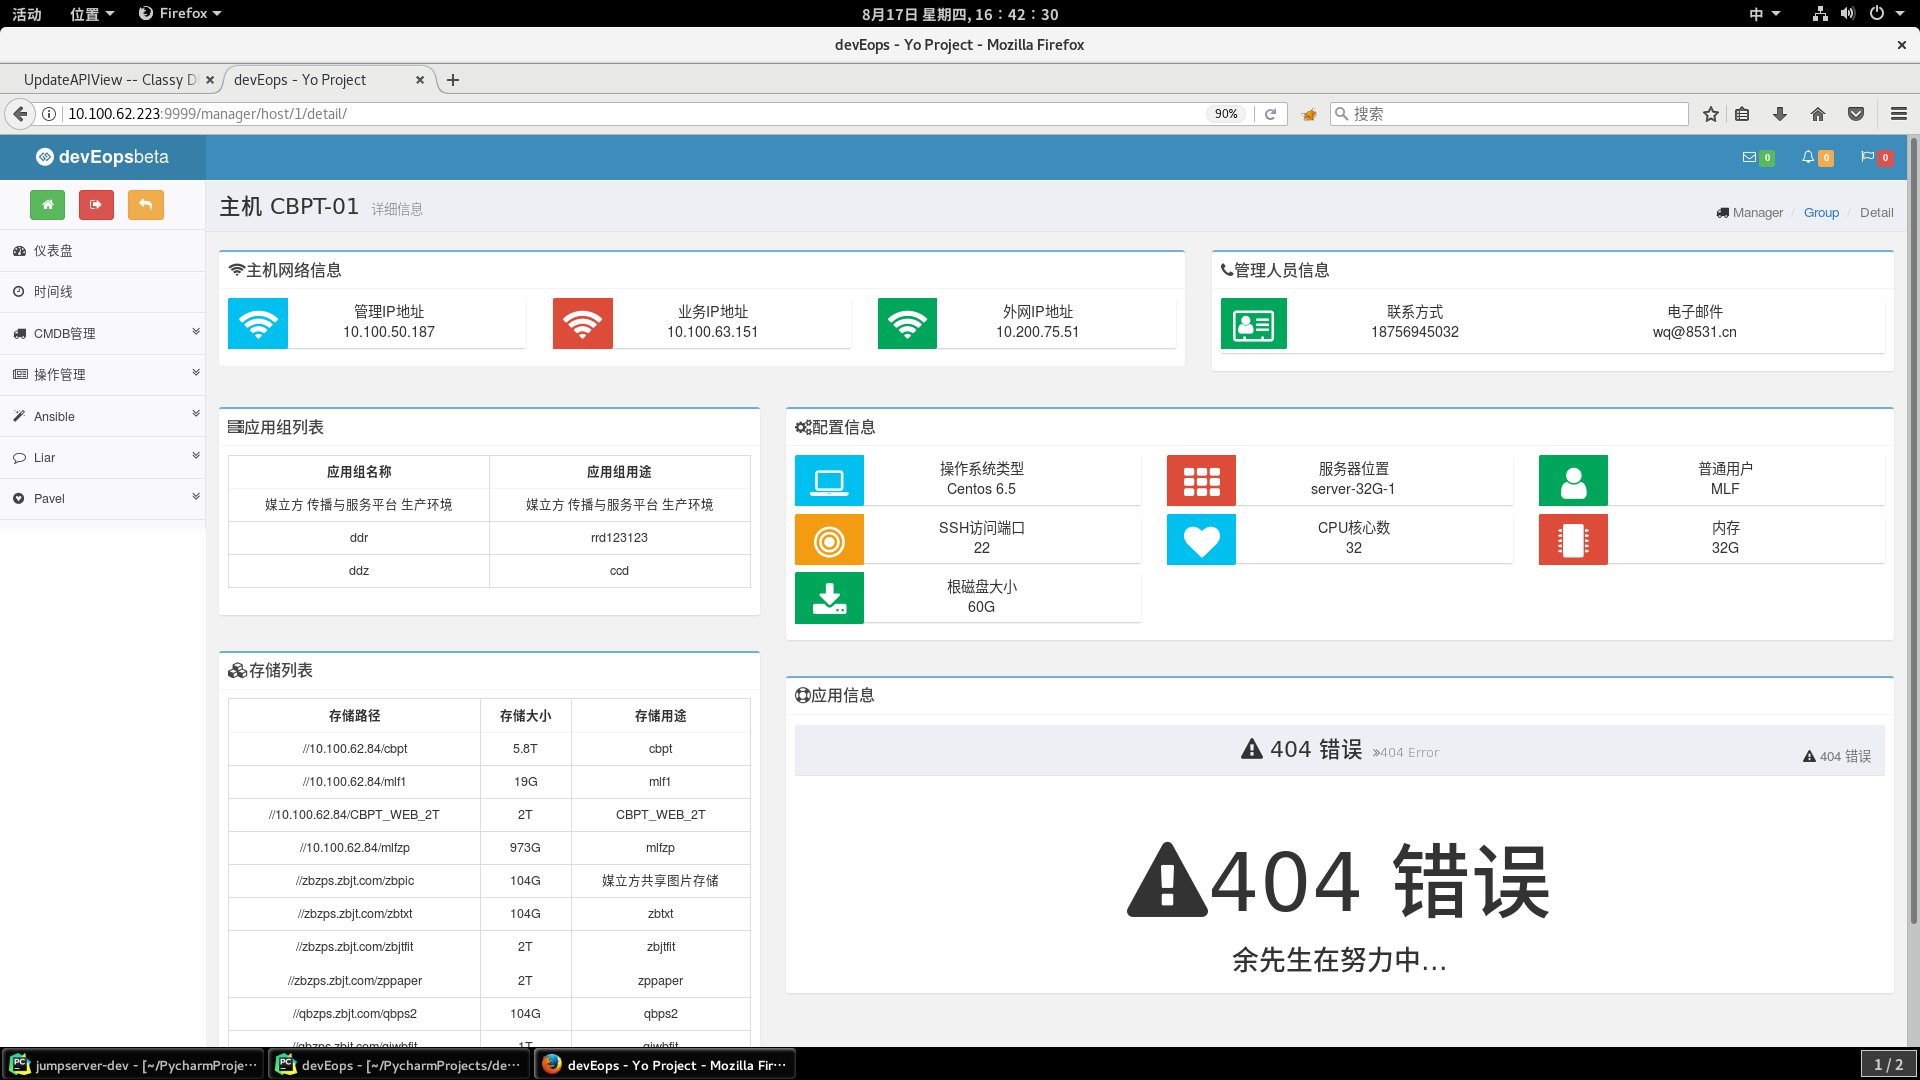 活动 位置 Firefox 8月17日 星期四, 16：42：30 中
devEops - Yo Project - Mozilla Firefox
UpdateAPIView -- Classy D devEops - Yo Project
10.100.62.223:9999/manager/host/1/detail/ 90% 搜索
devEopsbeta 0 0 0
主机 CBPT-01 详细信息 Manager / Group / Detail
仪表盘
时间线
CMDB管理
操作管理
Ansible
Liar
Pavel
主机网络信息
管理IP地址
10.100.50.187
业务IP地址
10.100.63.151
外网IP地址
10.200.75.51
管理人员信息
联系方式
18756945032
电子邮件
wq@8531.cn
应用组列表
应用组名称 应用组用途
媒立方 传播与服务平台 生产环境 媒立方 传播与服务平台 生产环境
ddr rrd123123
ddz ccd
配置信息
操作系统类型
Centos 6.5
服务器位置
server-32G-1
普通用户
MLF
SSH访问端口
22
CPU核心数
32
内存
32G
根磁盘大小
60G
存储列表
存储路径 存储大小 存储用途
//10.100.62.84/cbpt 5.8T cbpt
//10.100.62.84/mlf1 19G mlf1
//10.100.62.84/CBPT_WEB_2T 2T CBPT_WEB_2T
//10.100.62.84/mlfzp 973G mlfzp
//zbzps.zbjt.com/zbpic 104G 媒立方共享图片存储
//zbzps.zbjt.com/zbtxt 104G zbtxt
//zbzps.zbjt.com/zbjtfit 2T zbjtfit
//zbzps.zbjt.com/zppaper 2T zppaper
//qbzps.zbjt.com/qbps2 104G qbps2
//qbzps.zbjt.com/qjwbfit 1T qjwbfit
应用信息
404 错误 »404 Error 404 错误
404 错误
余先生在努力中...
jumpserver-dev - [~/PycharmProje··· devEops - [~/PycharmProjects/de··· devEops - Yo Project - Mozilla Fir··· 1 / 2